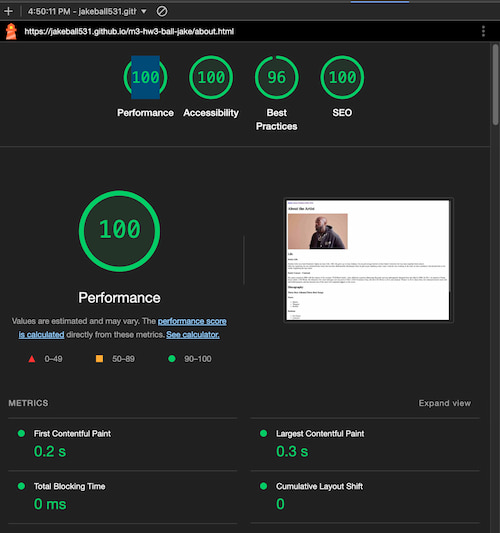 4:50:11 PM - jakeball531.gith
https://jakeball531.github.io/m3-hw3-ball-jake/about.html
100
100
96
100
Performance
Accessibility
Best
Practices
SEO
100
Performance
Values are estimated and may vary. The performance score
is calculated directly from these metrics. See calculator.
0–49
50–89
90–100
About the Artist
METRICS
Expand view
First Contentful Paint
0.2 s
Largest Contentful Paint
0.3 s
Total Blocking Time
0 ms
Cumulative Layout Shift
0